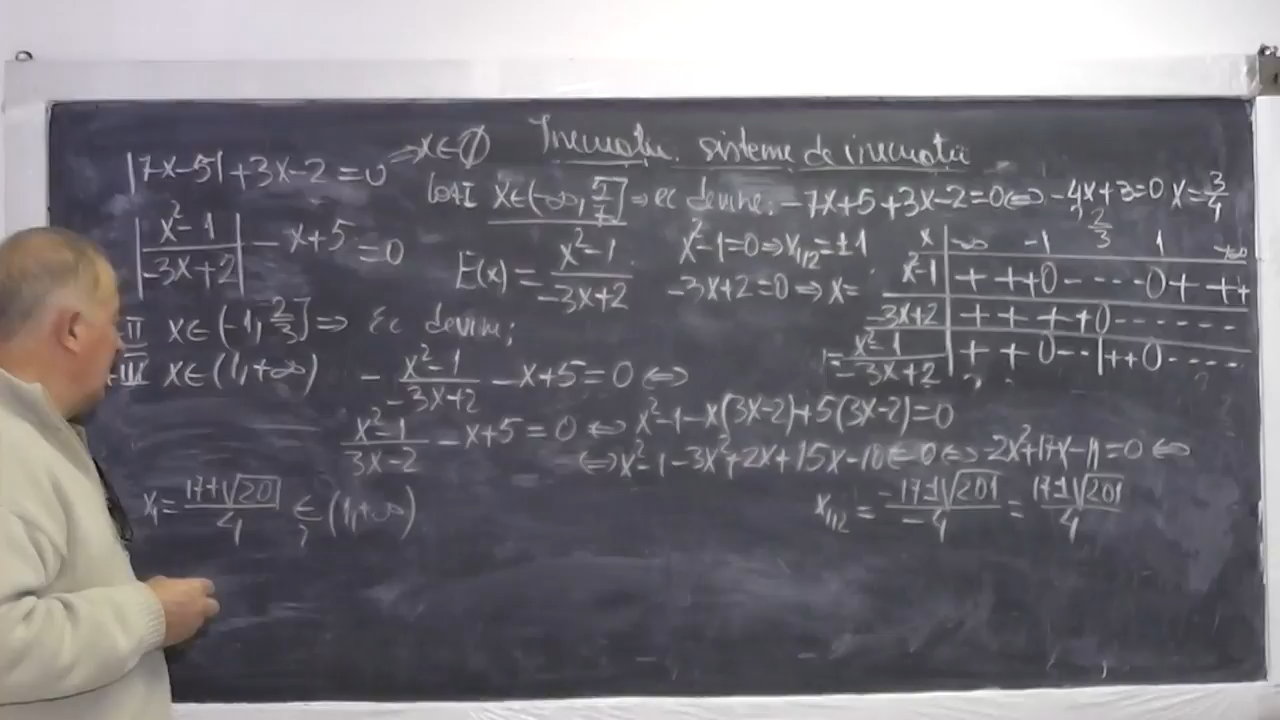 Inecuatii. sisteme de inecuatii
|7x-5|+3x-2=0 ⇒ x∈∅
x∈(-∞, 5/7] ⇒ ec devine: -7x+5+3x-2=0 ⇔ -4x+3=0 x=3/4
|x²-1 / -3x+2| -x+5=0
E(x)= x²-1 / -3x+2
x²-1=0 ⇒ x₁/₂=±1
-3x+2=0 ⇒ x=
x | -∞ -1 2/3 1 +∞
x²-1 | + + + 0 - - - - 0 + + +
-3x+2 | + + + + 0 - - - - - -
x²-1 / -3x+2 | + + 0 - - | + + 0 - - - -
II x∈(-1, 2/3] ⇒ Ec devine:
III x∈(1,+∞)
- x²-1 / -3x+2 -x+5=0 ⇔
x²-1 / 3x-2 -x+5=0 ⇔ x²-1-x(3x-2)+5(3x-2)=0
⇔ x²-1-3x²+2x+15x-10=0 ⇔ -2x²+17x-11=0 ⇔
x₁/₂ = -17±√201 / -4 = 17±√201 / 4
x₁= 17+√201 / 4 ∈ (1,+∞)